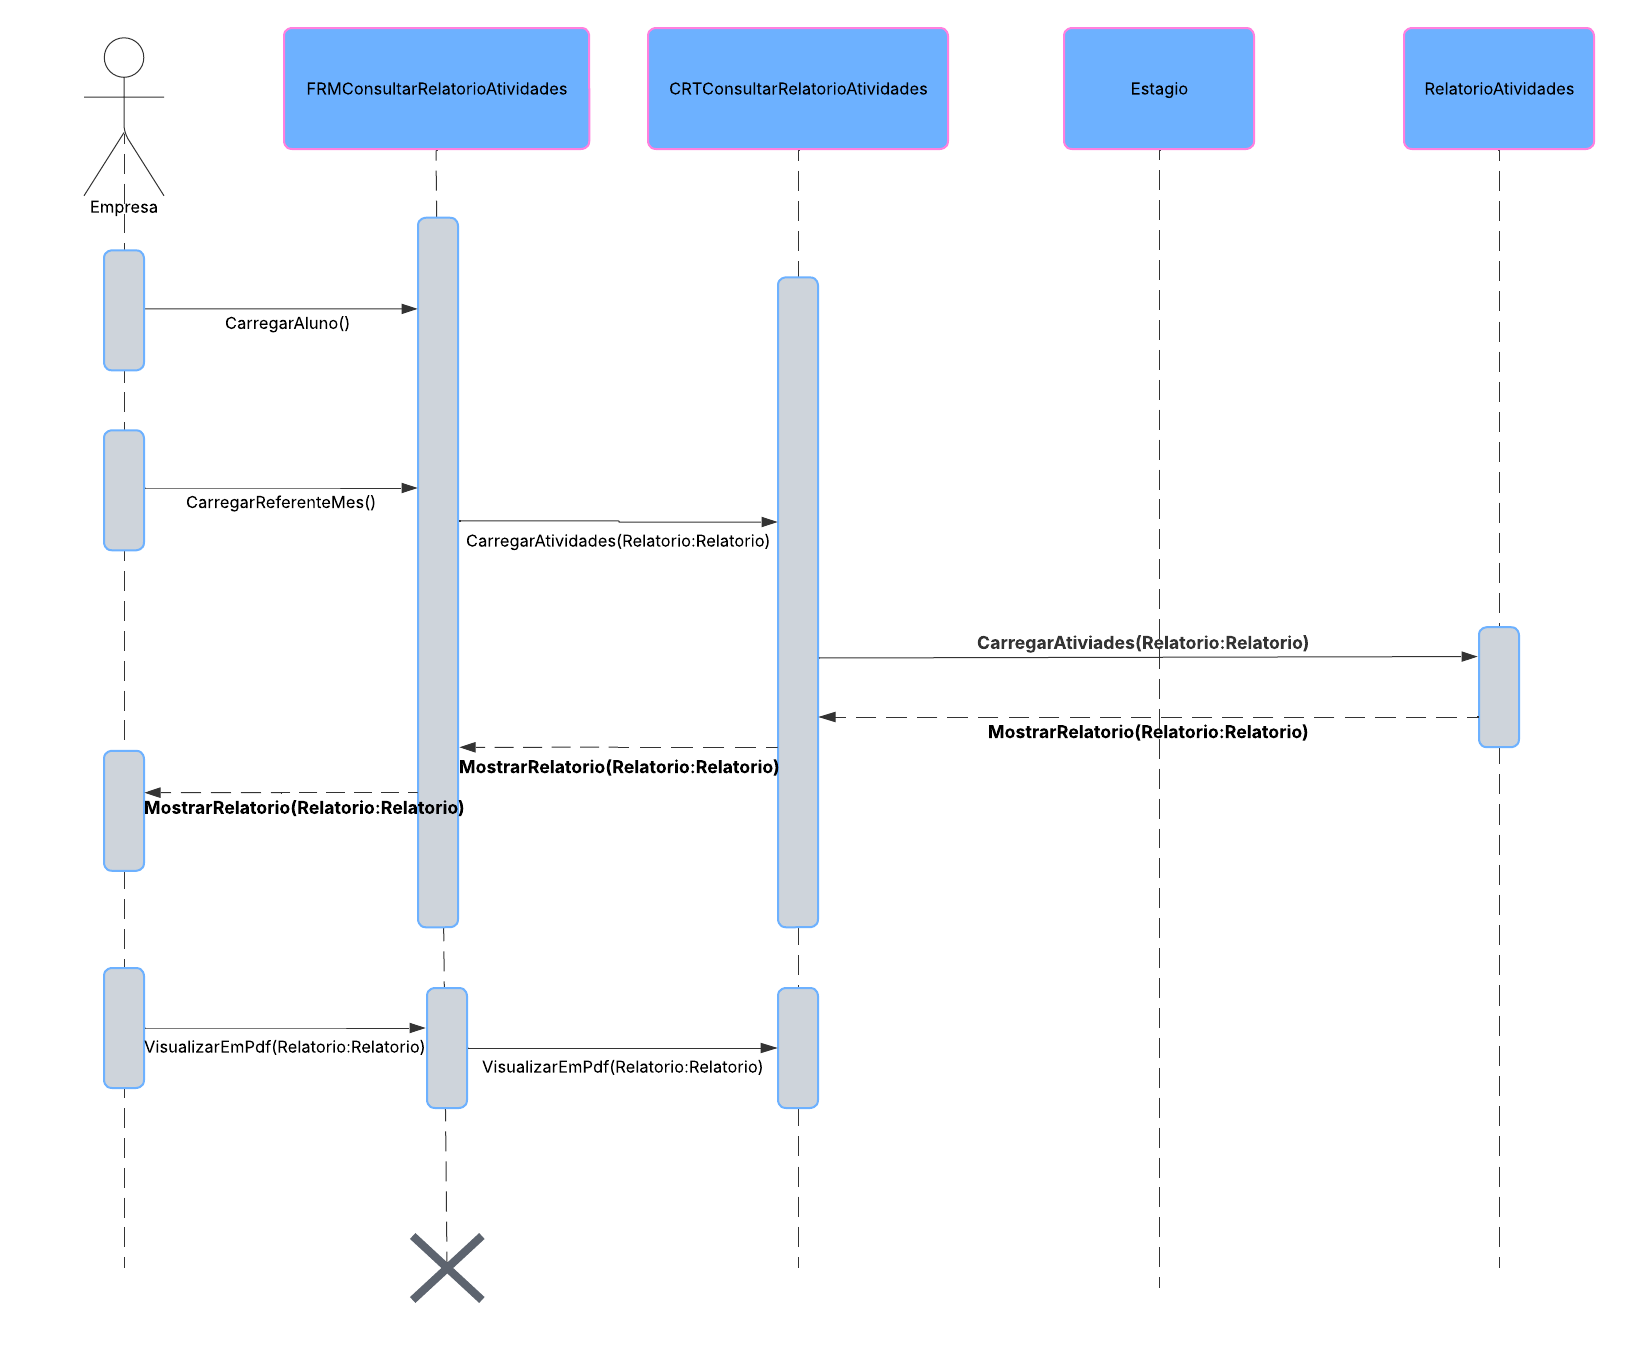 FRMConsultarRelatorioAtividades
CRTConsultarRelatorioAtividades
Estagio
RelatorioAtividades
Empresa
CarregarAluno()
CarregarReferenteMes()
CarregarAtividades(Relatorio:Relatorio)
CarregarAtiviades(Relatorio:Relatorio)
MostrarRelatorio(Relatorio:Relatorio)
MostrarRelatorio(Relatorio:Relatorio)
MostrarRelatorio(Relatorio:Relatorio)
VisualizarEmPdf(Relatorio:Relatorio)
VisualizarEmPdf(Relatorio:Relatorio)